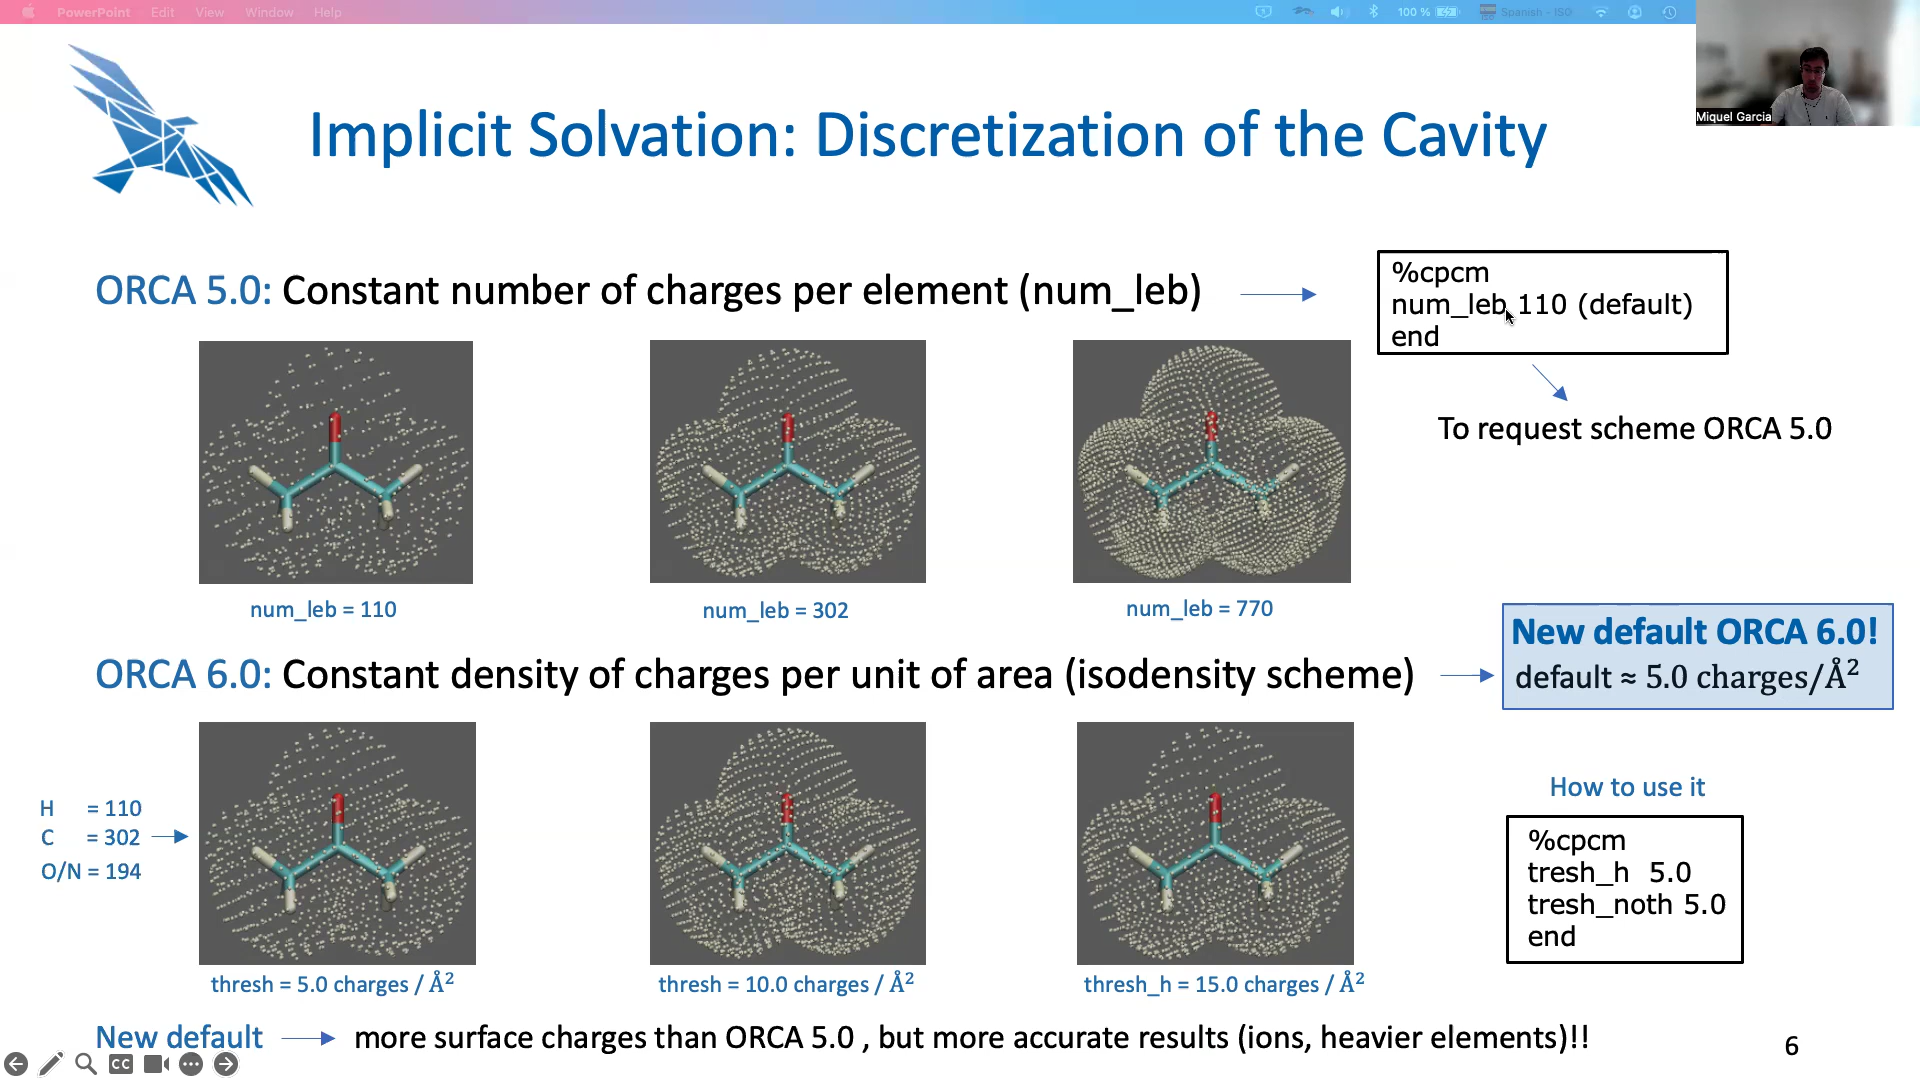 PowerPoint Edit View Window Help
100 % Spanish - ISO
Miquel Garcia
Implicit Solvation: Discretization of the Cavity
ORCA 5.0: Constant number of charges per element (num_leb)
%cpcm
num_leb 110 (default)
end
To request scheme ORCA 5.0
num_leb = 110
num_leb = 302
num_leb = 770
ORCA 6.0: Constant density of charges per unit of area (isodensity scheme)
New default ORCA 6.0!
default ≈ 5.0 charges/Å²
H = 110
C = 302
O/N = 194
thresh = 5.0 charges / Å²
thresh = 10.0 charges / Å²
thresh_h = 15.0 charges / Å²
How to use it
%cpcm
tresh_h 5.0
tresh_noth 5.0
end
New default more surface charges than ORCA 5.0 , but more accurate results (ions, heavier elements)!!
6
CC